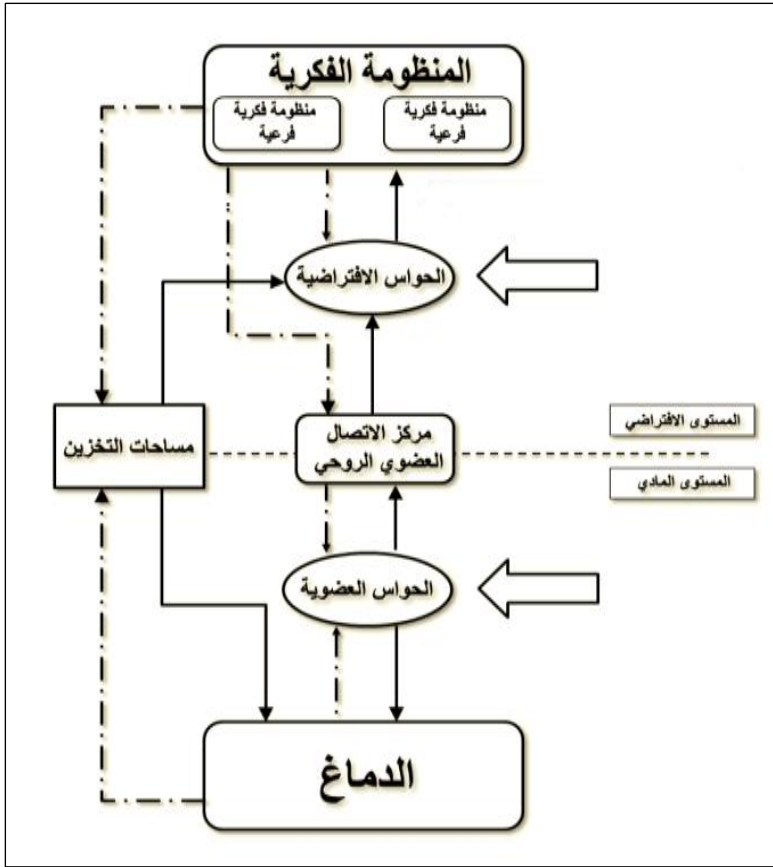 المنظومة الفكرية
منظومة فكرية
فرعية
منظومة فكرية
فرعية
الحواس الافتراضية
مساحات التخزين
مركز الاتصال
العضوي الروحي
المستوى الافتراضي
المستوى المادي
الحواس العضوية
الدماغ